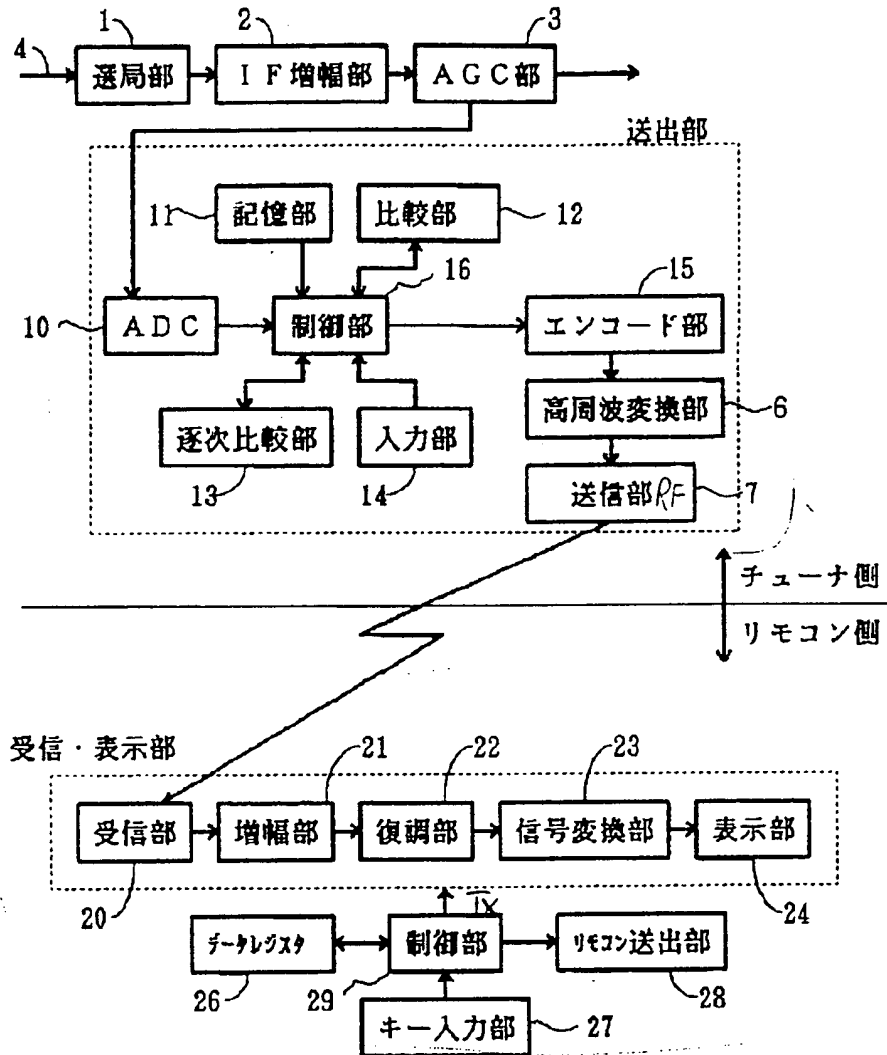 1
2
3
4
選局部
ＩＦ増幅部
ＡＧＣ部
送出部
11
記憶部
比較部
12
16
15
10
ＡＤＣ
制御部
エンコード部
高周波変換部
6
逐次比較部
入力部
13
14
送信部RF
7
チューナ側
リモコン側
受信・表示部
21
22
23
受信部
増幅部
復調部
信号変換部
表示部
20
24
データレジスタ
制御部
リモコン送出部
26
29
28
キー入力部
27